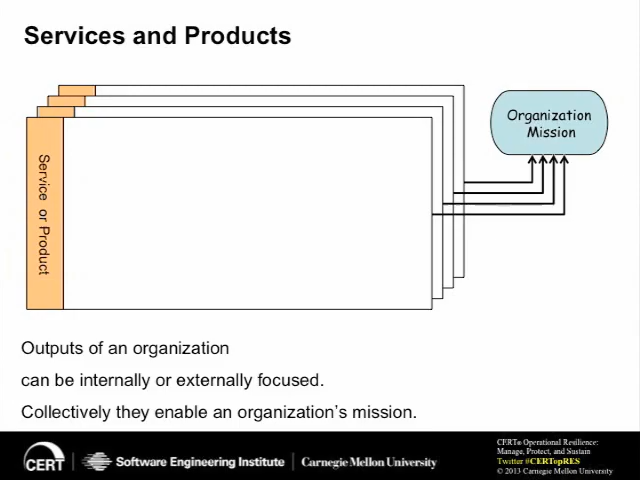 Services and Products
Organization
Mission
Service or Product
Outputs of an organization
can be internally or externally focused.
Collectively they enable an organization's mission.
CERT
Software Engineering Institute
Carnegie Mellon University
CERT® Operational Resilience:
Manage, Protect, and Sustain
Twitter #CERTopRES
© 2013 Carnegie Mellon University